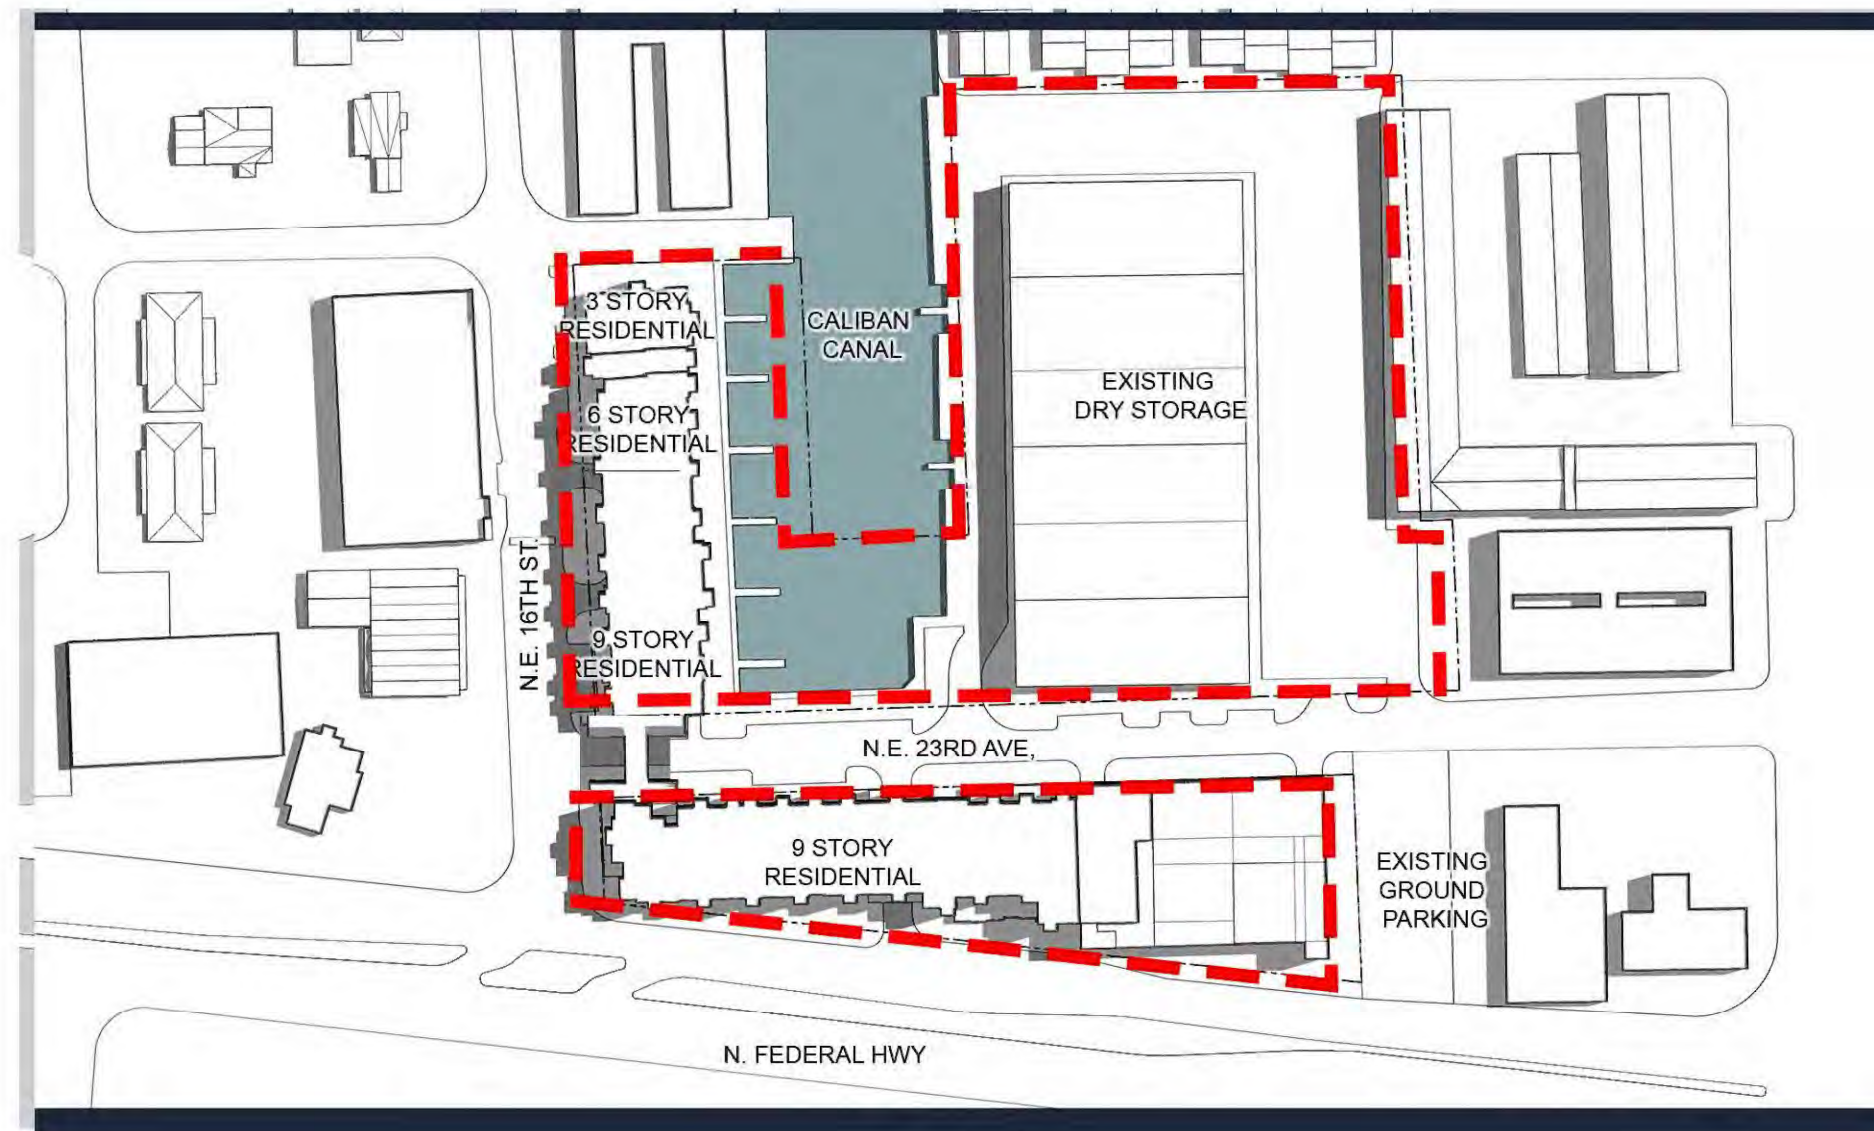 3 STORY
RESIDENTIAL
CALIBAN
CANAL
EXISTING
DRY STORAGE
6 STORY
RESIDENTIAL
N.E. 16TH ST.
9 STORY
RESIDENTIAL
N.E. 23RD AVE,
9 STORY
RESIDENTIAL
EXISTING
GROUND
PARKING
N. FEDERAL HWY